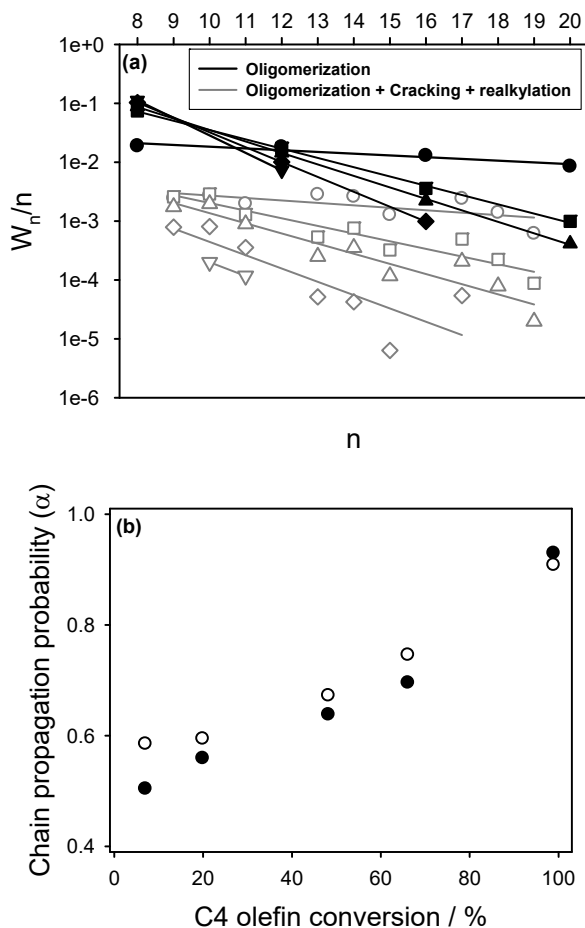 8 9 10 11 12 13 14 15 16 17 18 19 20
1e+0
(a)
Oligomerization
Oligomerization + Cracking + realkylation
1e-1
1e-2
1e-3
1e-4
1e-5
1e-6
Wn/n
n
(b)
1.0
0.8
0.6
0.4
Chain propagation probability (α)
0 20 40 60 80 100
C4 olefin conversion / %